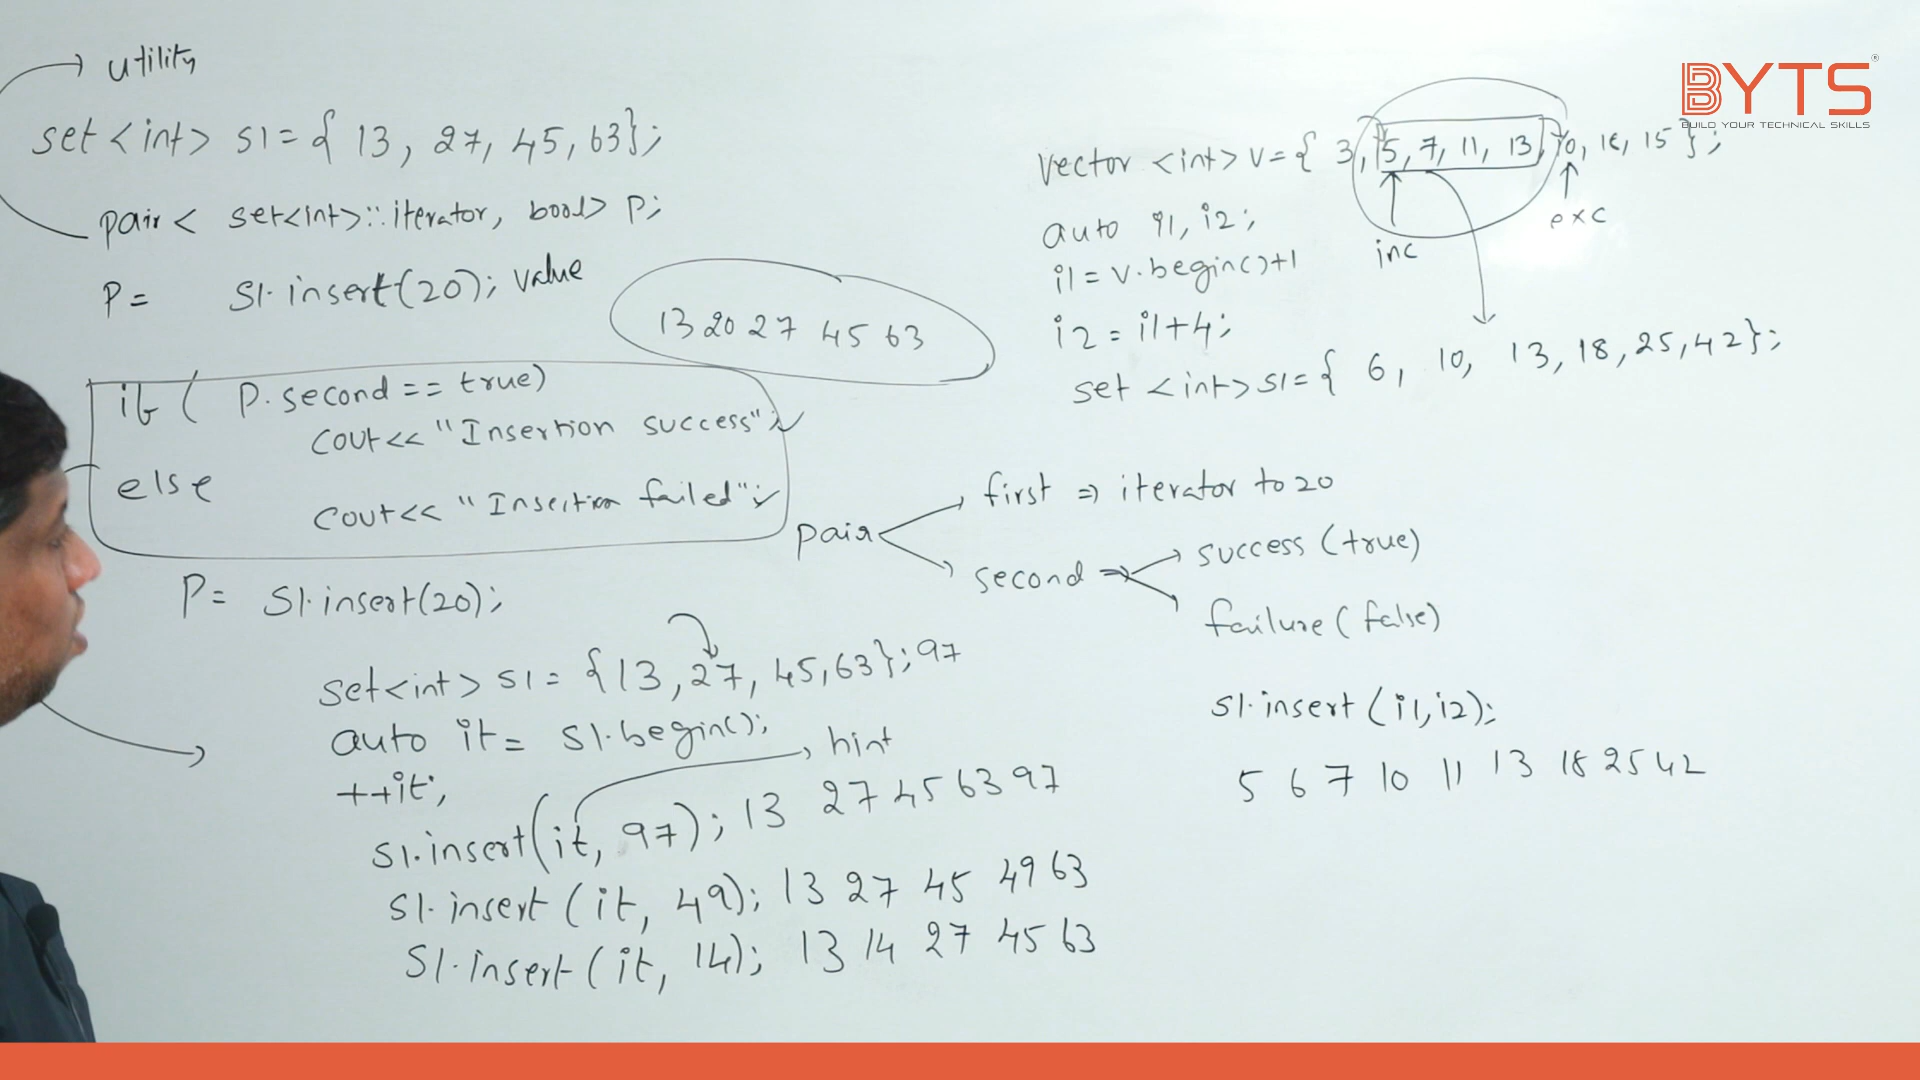 utility
set <int> s1 = { 13, 27, 45, 63};
pair < set<int>::iterator, bool> p;
P = S1.insert(20); value
13 20 27 45 63
if ( P.second == true)
cout<< "Insertion success";
else
cout<< "Insertion failed";
P = S1.insert(20);
set<int> s1 = {13, 27, 45, 63}; 97
auto it = s1.begin();
++it;
hint
s1.insert(it, 97); 13 27 45 63 97
s1.insert (it, 49); 13 27 45 49 63
S1.insert (it, 14); 13 14 27 45 63
BYTS
BUILD YOUR TECHNICAL SKILLS
vector <int> v = { 3, 5, 7, 11, 13, 10, 16, 15 };
inc
exc
auto i1, i2;
i1 = v.begin()+1
i2 = i1+4;
set <int> s1 = { 6, 10, 13, 18, 25, 42};
pair
first => iterator to 20
second => success (true)
failure (false)
s1.insert (i1, i2);
5 6 7 10 11 13 18 25 42